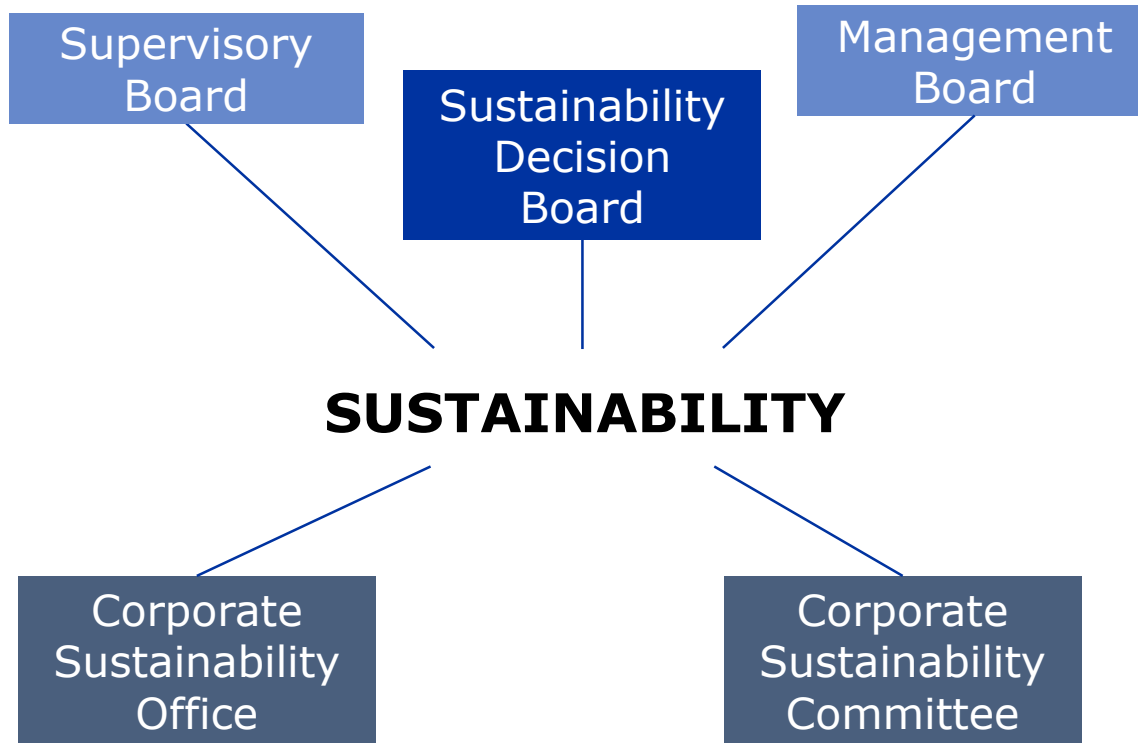 Supervisory
Board
Sustainability
Decision
Board
Management
Board
SUSTAINABILITY
Corporate
Sustainability
Office
Corporate
Sustainability
Committee